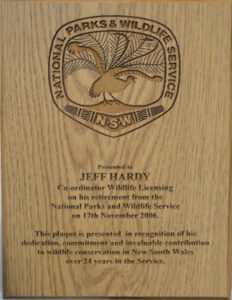 NATIONAL PARKS & WILDLIFE SERVICE
N·S·W
Presented to
JEFF HARDY
Co-ordinator Wildlife Licensing
on his retirement from the
National Parks and Wildlife Service
on 17th November 2006.
This plaque is presented in recognition of his
dedication, commitment and invaluable contribution
to wildlife conservation in New South Wales
over 24 years in the Service.